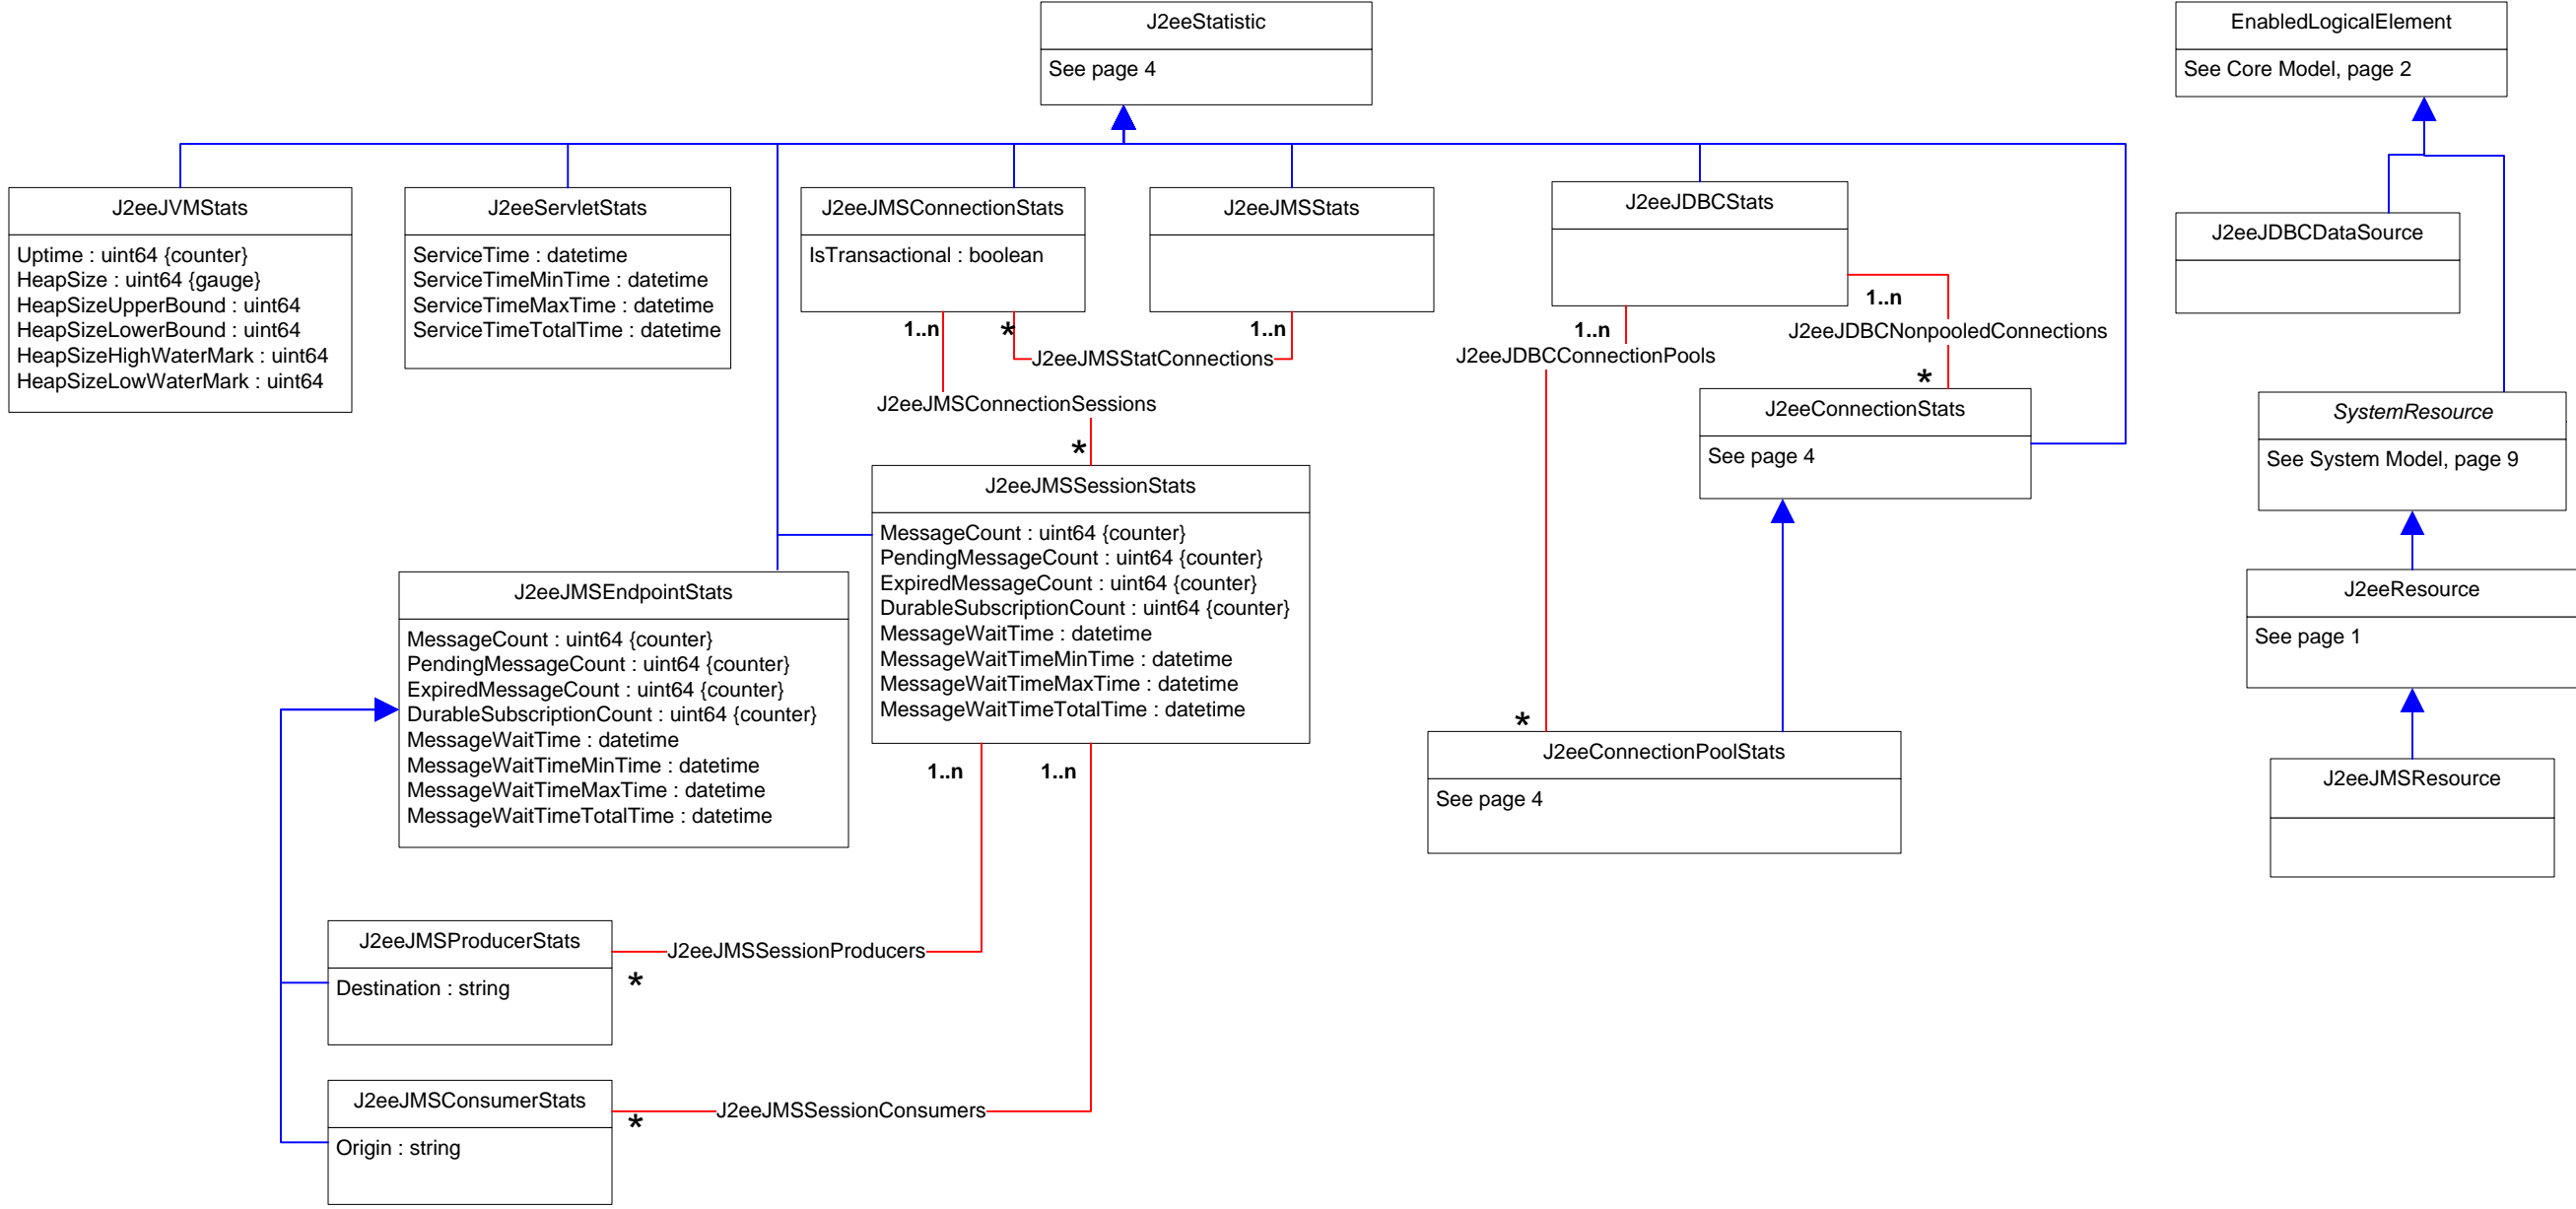 J2eeStatistic
See page 4
EnabledLogicalElement
See Core Model, page 2
J2eeJVMStats
Uptime : uint64 {counter}
HeapSize : uint64 {gauge}
HeapSizeUpperBound : uint64
HeapSizeLowerBound : uint64
HeapSizeHighWaterMark : uint64
HeapSizeLowWaterMark : uint64
J2eeServletStats
ServiceTime : datetime
ServiceTimeMinTime : datetime
ServiceTimeMaxTime : datetime
ServiceTimeTotalTime : datetime
J2eeJMSConnectionStats
IsTransactional : boolean
J2eeJMSStats
J2eeJDBCStats
J2eeJDBCDataSource
1..n
*
1..n
J2eeJMSStatConnections
1..n
J2eeJDBCConnectionPools
1..n
J2eeJDBCNonpooledConnections
*
J2eeJMSConnectionSessions
*
J2eeConnectionStats
See page 4
SystemResource
See System Model, page 9
J2eeJMSSessionStats
MessageCount : uint64 {counter}
PendingMessageCount : uint64 {counter}
ExpiredMessageCount : uint64 {counter}
DurableSubscriptionCount : uint64 {counter}
MessageWaitTime : datetime
MessageWaitTimeMinTime : datetime
MessageWaitTimeMaxTime : datetime
MessageWaitTimeTotalTime : datetime
J2eeJMSEndpointStats
MessageCount : uint64 {counter}
PendingMessageCount : uint64 {counter}
ExpiredMessageCount : uint64 {counter}
DurableSubscriptionCount : uint64 {counter}
MessageWaitTime : datetime
MessageWaitTimeMinTime : datetime
MessageWaitTimeMaxTime : datetime
MessageWaitTimeTotalTime : datetime
J2eeResource
See page 1
*
J2eeConnectionPoolStats
See page 4
J2eeJMSResource
1..n
1..n
J2eeJMSProducerStats
Destination : string
J2eeJMSSessionProducers
*
J2eeJMSConsumerStats
Origin : string
J2eeJMSSessionConsumers
*